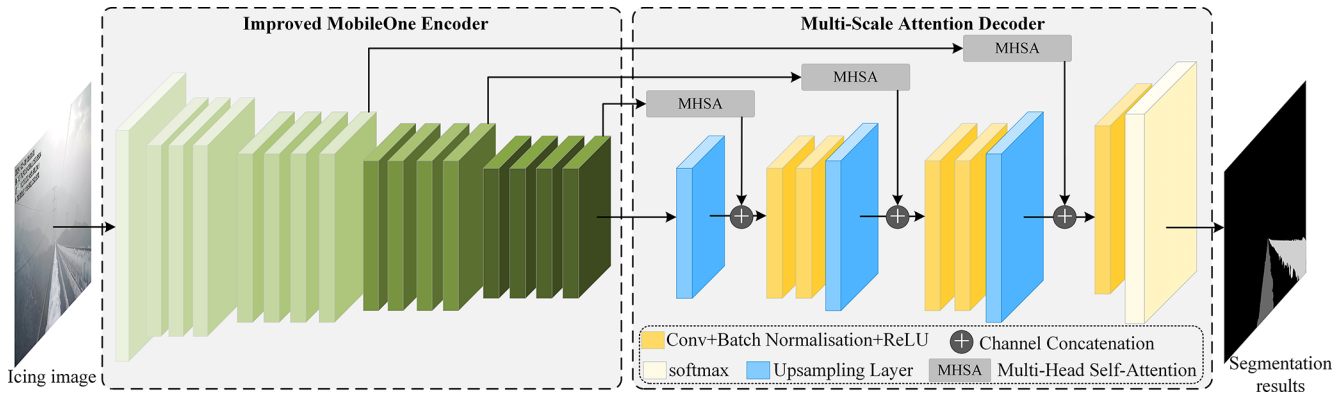 Improved MobileOne Encoder
Multi-Scale Attention Decoder
MHSA
MHSA
MHSA
Conv+Batch Normalisation+ReLU
Channel Concatenation
softmax
Upsampling Layer
MHSA
Multi-Head Self-Attention
Icing image
Segmentation
results